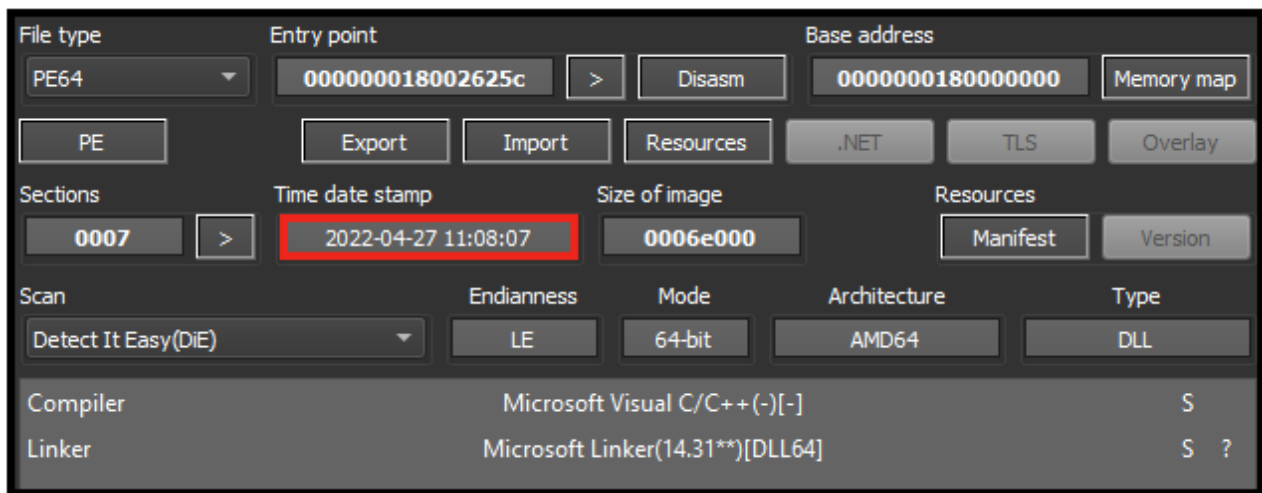 File type Entry point Base address
PE64 000000018002625c > Disasm 0000000180000000 Memory map
PE Export Import Resources .NET TLS Overlay
Sections Time date stamp Size of image Resources
0007 > 2022-04-27 11:08:07 0006e000 Manifest Version
Scan Endianness Mode Architecture Type
Detect It Easy(DiE) LE 64-bit AMD64 DLL
Compiler Microsoft Visual C/C++(-)[-] S
Linker Microsoft Linker(14.31**)[DLL64] S ?